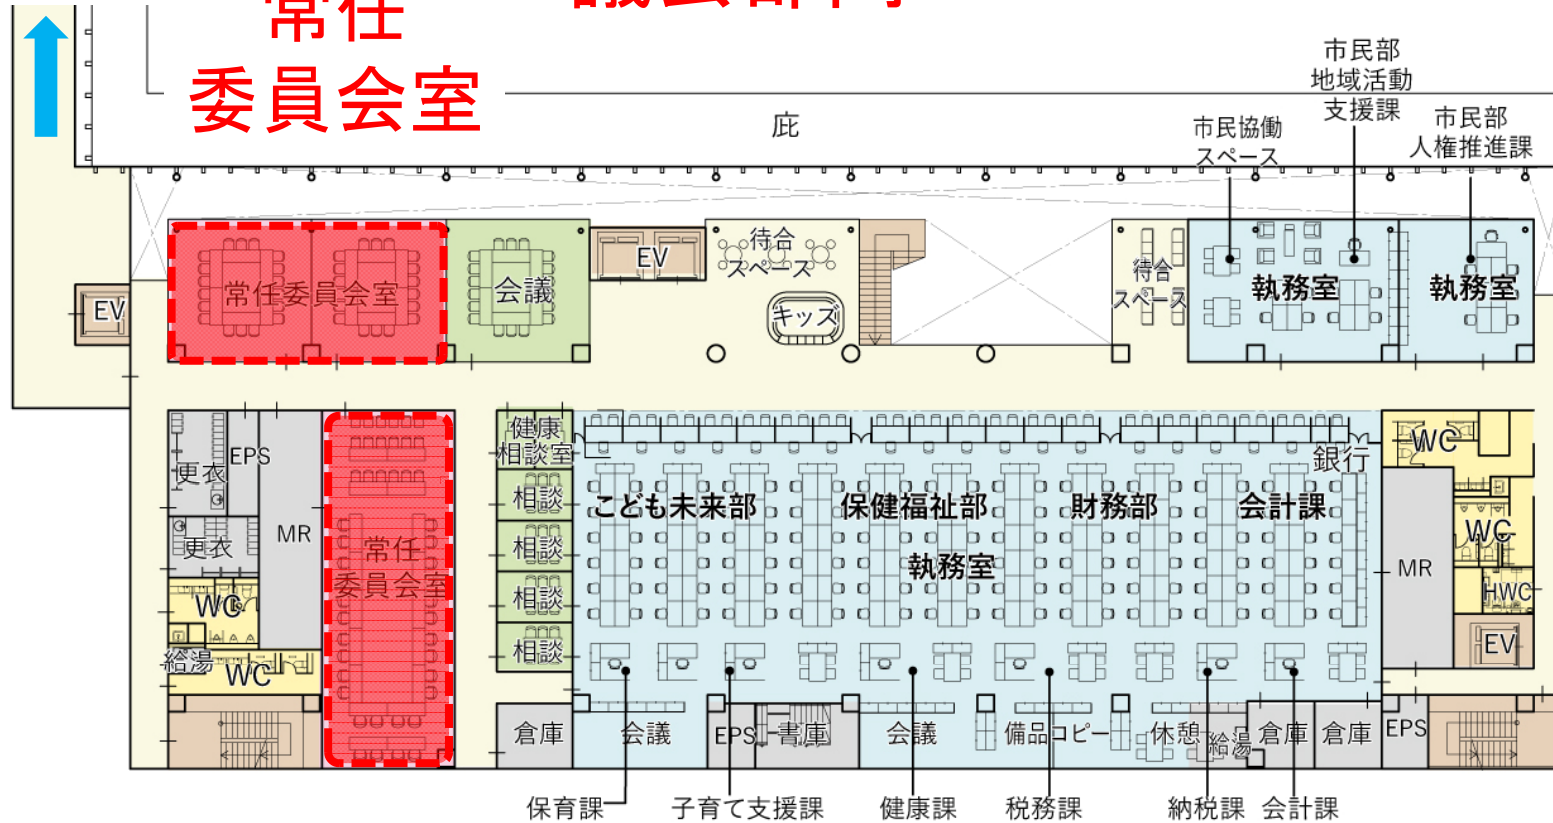 常任
委員会室
市民部
地域活動
支援課
市民協働
スペース
市民部
人権推進課
庇
EV
常任委員会室
会議
EV
待合
スペース
キッズ
待合
スペース
執務室
執務室
更衣
EPS
更衣
MR
WC
給湯
WC
常任
委員会室
健康
相談室
相談
相談
相談
相談
こども未来部
保健福祉部
財務部
会計課
執務室
銀行
WC
WC
MR
HWC
EV
倉庫
会議
EPS
書庫
会議
備品コピー
休憩
給湯
倉庫
倉庫
EPS
保育課
子育て支援課
健康課
税務課
納税課
会計課